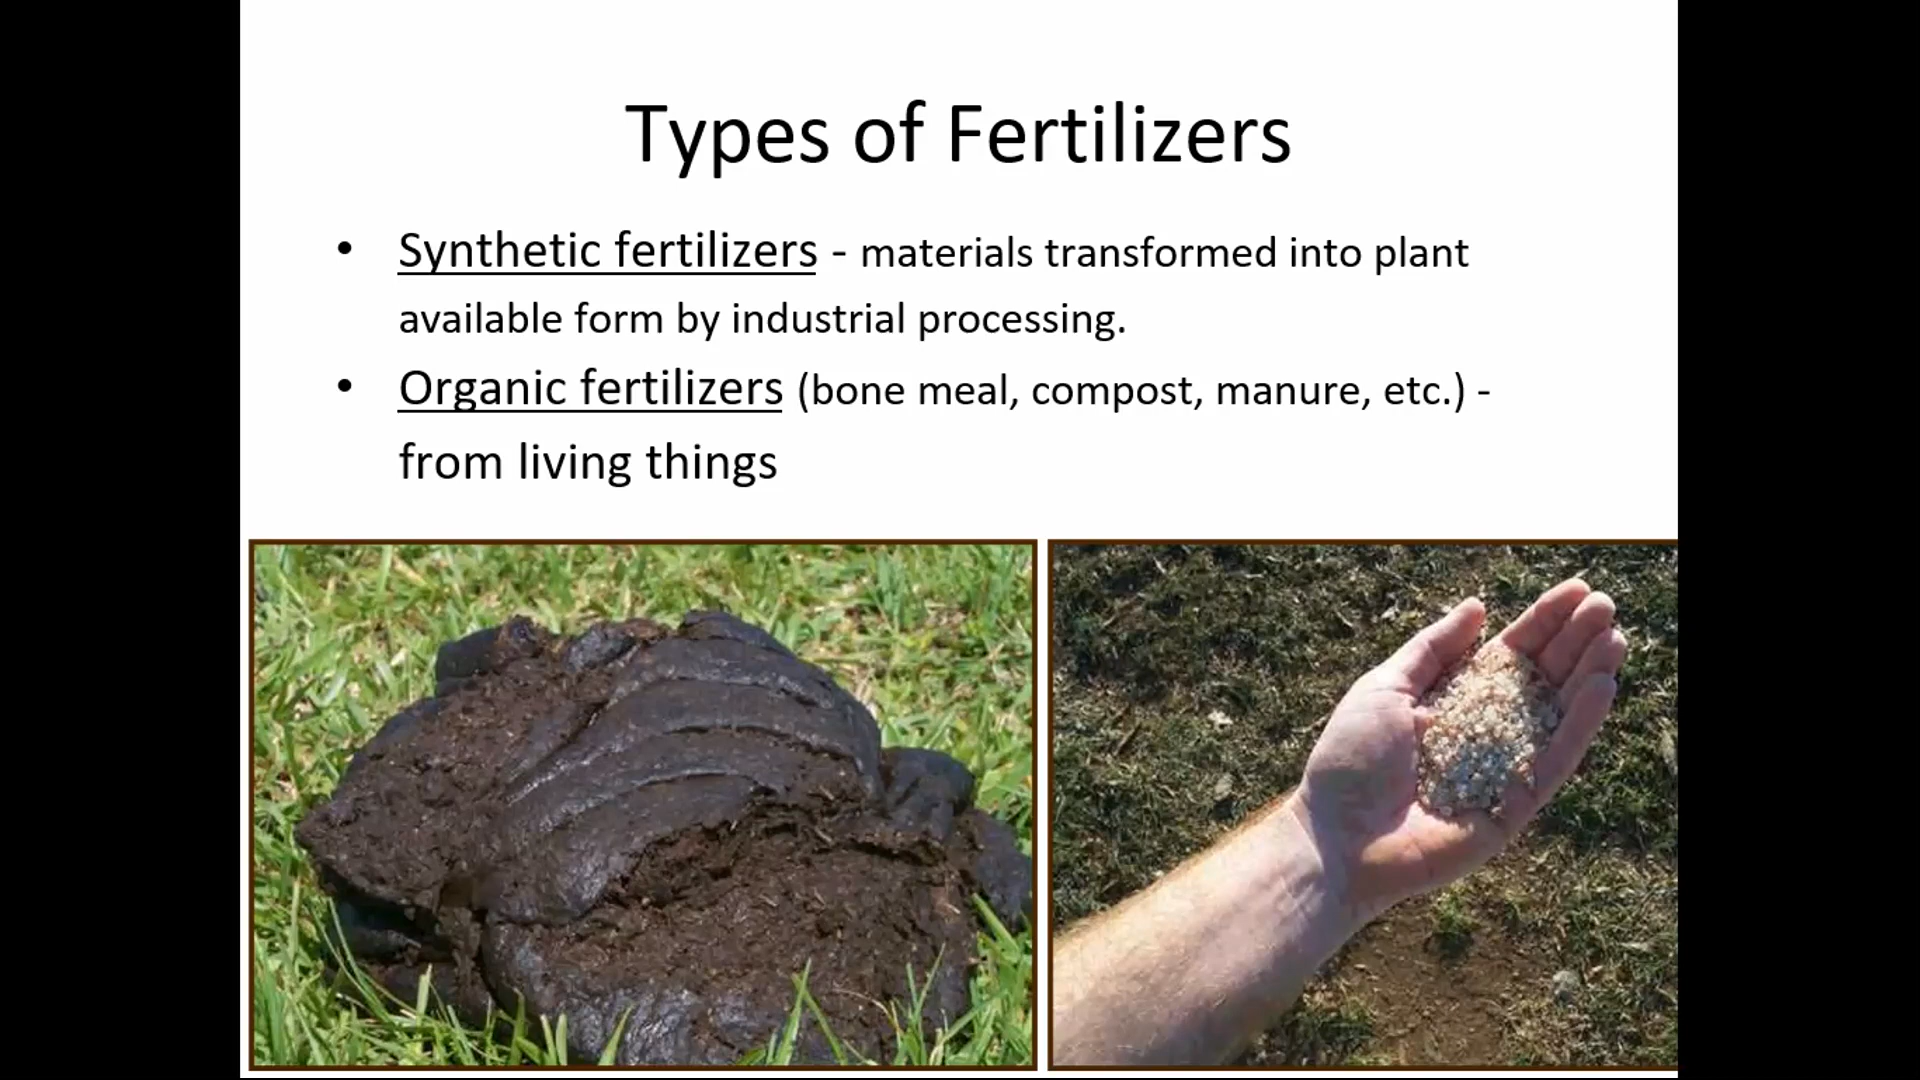 Types of Fertilizers
• Synthetic fertilizers - materials transformed into plant
available form by industrial processing.
• Organic fertilizers (bone meal, compost, manure, etc.) -
from living things